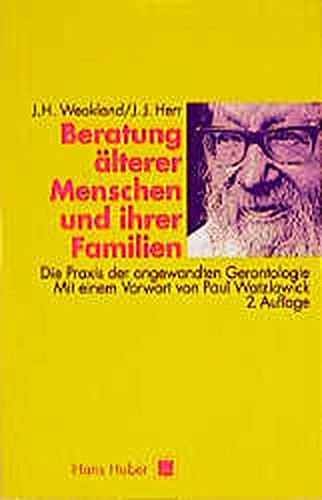 J.H. Weakland/J.J. Herr
Beratung
älterer
Menschen
und ihrer
Familien
Die Praxis der angewandten Gerontologie
Mit einem Vorwort von Paul Watzlawick
2. Auflage
Hans Huber